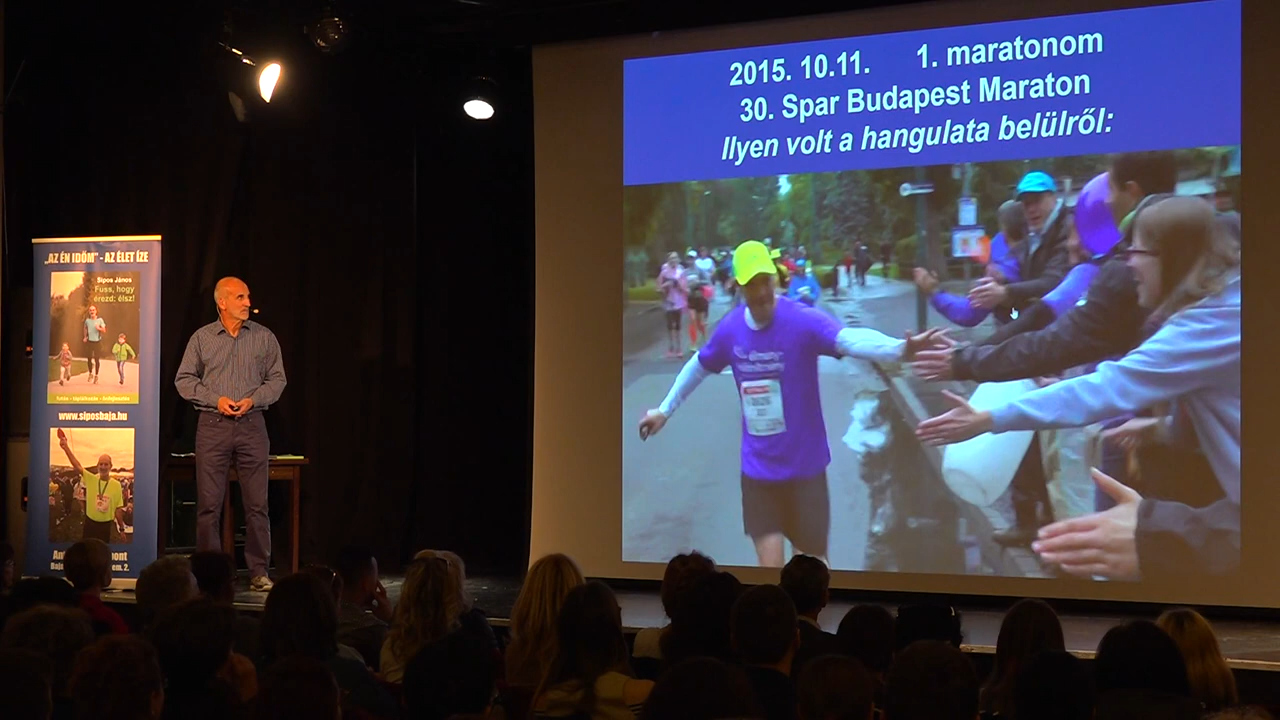 2015. 10.11. 1. maratonom
30. Spar Budapest Maraton
Ilyen volt a hangulata belülről:
„AZ ÉN IDŐM" - AZ ÉLET ÍZE
Sipos János
Fuss, hogy
érezd: élsz!
www.siposbaja.hu